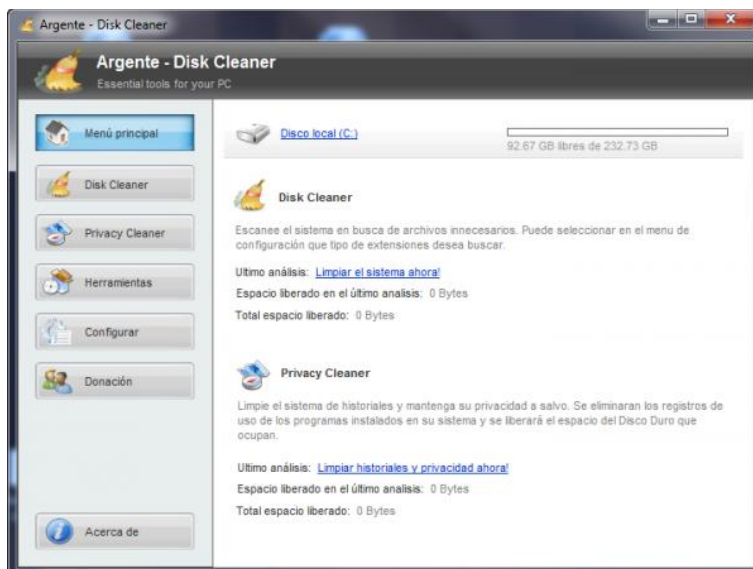 Argente - Disk Cleaner
Argente - Disk Cleaner
Essential tools for your PC
Menú principal
Disk Cleaner
Privacy Cleaner
Herramientas
Configurar
Donación
Acerca de
Disco local (C:)
92.67 GB libres de 232.73 GB
Disk Cleaner
Escanee el sistema en busca de archivos innecesarios. Puede seleccionar en el menu de
configuración que tipo de extensiones desea buscar.
Ultimo análisis: Limpiar el sistema ahora!
Espacio liberado en el último analisis: 0 Bytes
Total espacio liberado: 0 Bytes
Privacy Cleaner
Limpie el sistema de historiales y mantenga su privacidad a salvo. Se eliminaran los registros de
uso de los programas instalados en su sistema y se liberará el espacio del Disco Duro que
ocupan.
Ultimo análisis: Limpiar historiales y privacidad ahora!
Espacio liberado en el último analisis: 0 Bytes
Total espacio liberado: 0 Bytes